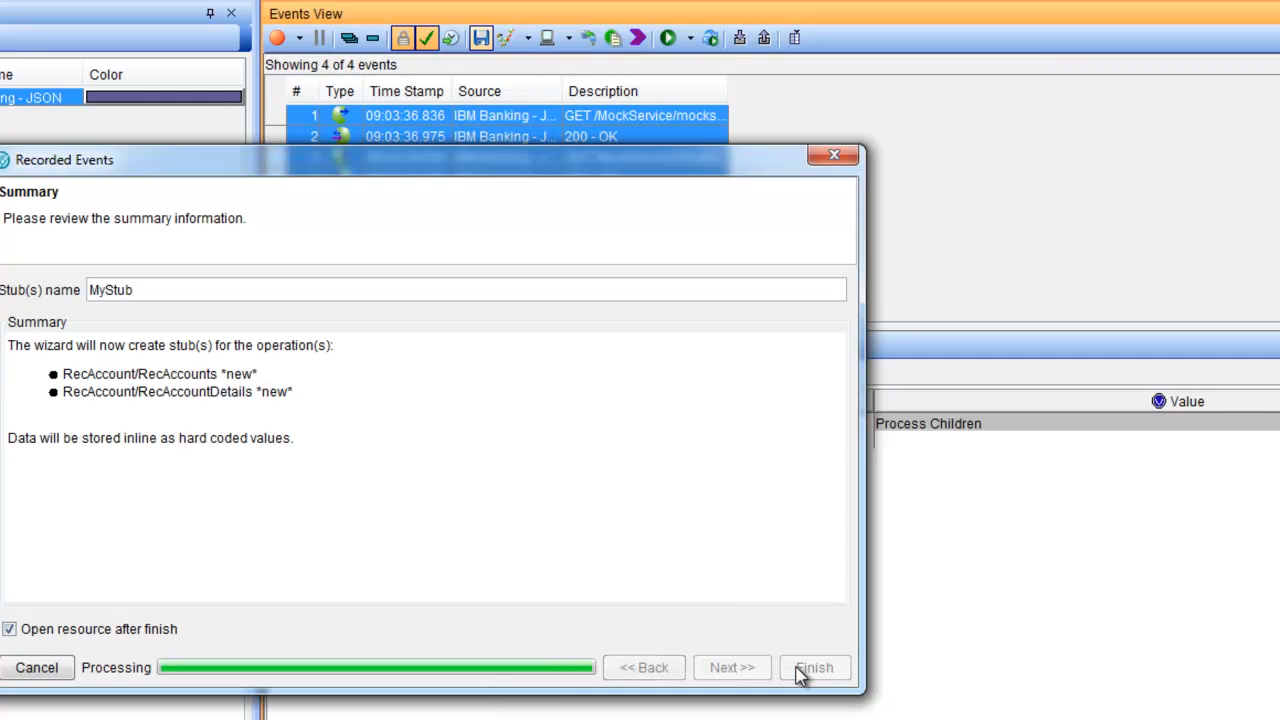 Events View
me
Color
ng - JSON
Showing 4 of 4 events
#
Type
Time Stamp
Source
Description
1
09:03:36.836
IBM Banking - J...
GET /MockService/mocks...
2
09:03:36.975
IBM Banking - J...
200 - OK
Recorded Events
Summary
Please review the summary information.
Stub(s) name
MyStub
Summary
The wizard will now create stub(s) for the operation(s):
RecAccount/RecAccounts *new*
RecAccount/RecAccountDetails *new*
Data will be stored inline as hard coded values.
Value
Process Children
Open resource after finish
Cancel
Processing
<< Back
Next >>
Finish